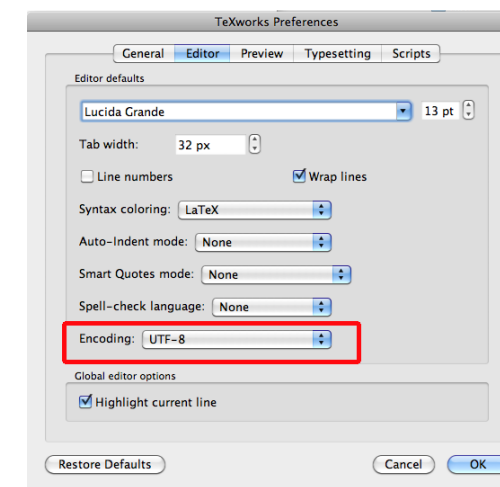 TeXworks Preferences
General Editor Preview Typesetting Scripts
Editor defaults
Lucida Grande 13 pt
Tab width: 32 px
Line numbers Wrap lines
Syntax coloring: LaTeX
Auto-Indent mode: None
Smart Quotes mode: None
Spell-check language: None
Encoding: UTF-8
Global editor options
Highlight current line
Restore Defaults Cancel OK